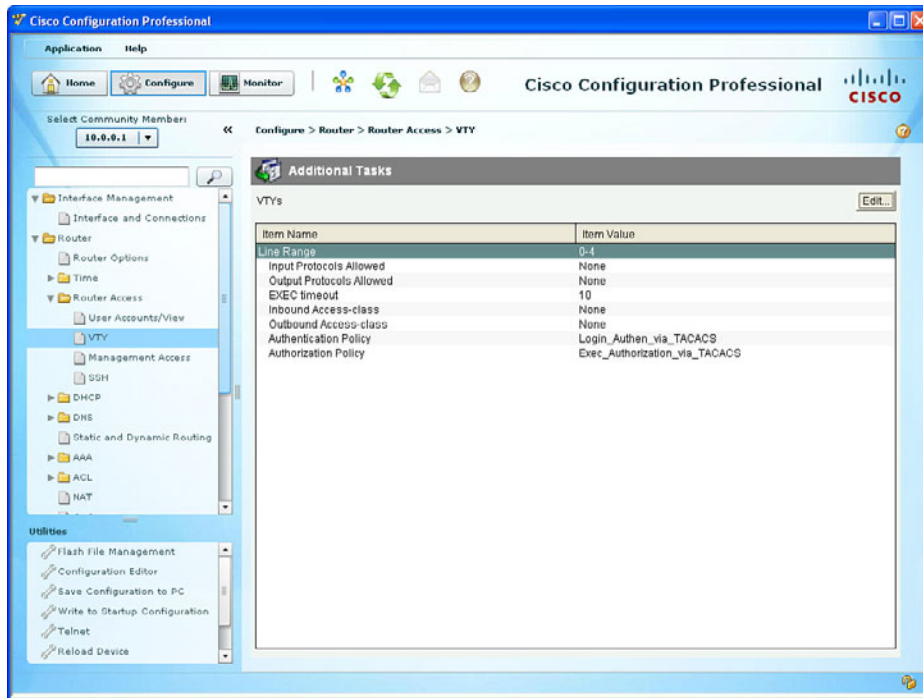 Cisco Configuration Professional
Application Help
Home Configure Monitor Cisco Configuration Professional CISCO
Select Community Member:
10.0.0.1
Configure > Router > Router Access > VTY
Interface Management
Interface and Connections
Router
Router Options
Time
Router Access
User Accounts/View
VTY
Management Access
SSH
DHCP
DNS
Static and Dynamic Routing
AAA
ACL
NAT
Utilities
Flash File Management
Configuration Editor
Save Configuration to PC
Write to Startup Configuration
Telnet
Reload Device
Additional Tasks
VTYs Edit...
Item Name Item Value
Line Range 0-4
Input Protocols Allowed None
Output Protocols Allowed None
EXEC timeout 10
Inbound Access-class None
Outbound Access-class None
Authentication Policy Login_Authen_via_TACACS
Authorization Policy Exec_Authorization_via_TACACS